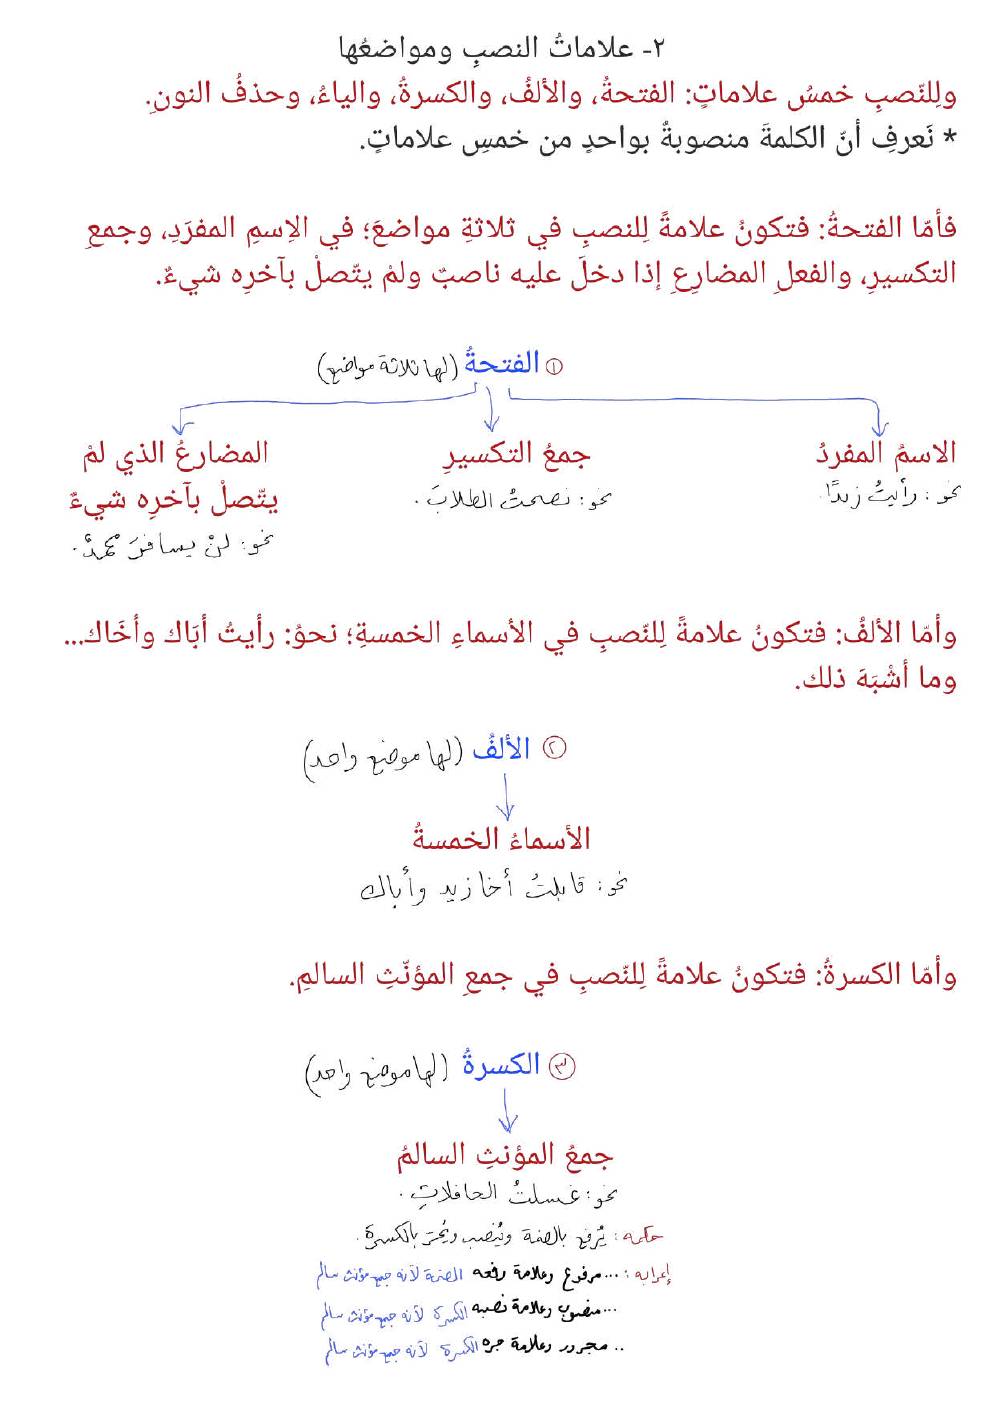 ٢- علاماتُ النصبِ ومواضعُها
ولِلنّصبِ خمسُ علاماتٍ: الفتحةُ، والألفُ، والكسرةُ، والياءُ، وحذفُ النونِ.
* نَعرفِ أنّ الكلمةَ منصوبةٌ بواحدٍ من خمسِ علاماتٍ.
فأمّا الفتحةُ: فتكونُ علامةً لِلنصبِ في ثلاثةِ مواضعَ؛ في الاِسمِ المفرَدِ، وجمعِ
التكسيرِ، والفعلِ المضارِعِ إذا دخلَ عليه ناصبٌ ولمْ يتّصلْ بآخرِه شيءٌ.
① الفتحةُ (لها ثلاثة مواضع)
الاسمُ المفردُ
نحو: رأيتُ زيدًا.
جمعُ التكسيرِ
نحو: نصحتُ الطلابَ.
المضارعُ الذي لمْ
يتّصلْ بآخرِه شيءٌ
نحو: لنْ يسافرَ محمدٌ.
وأمّا الألفُ: فتكونُ علامةً لِلنّصبِ في الأسماءِ الخمسةِ؛ نحوُ: رأيتُ أبَاك وأخَاك...
وما أشْبَهَ ذلك.
② الألفُ (لها موضع واحد)
الأسماءُ الخمسةُ
نحو: قابلتُ أخا زيد وأباك
وأمّا الكسرةُ: فتكونُ علامةً لِلنّصبِ في جمعِ المؤنّثِ السالمِ.
③ الكسرةُ (لها موضع واحد)
جمعُ المؤنثِ السالمُ
نحو: غسلتُ الحافلاتِ.
حكمه: يُرفع بالضمة ويُنصب ويُجرّ بالكسرة.
إعرابه: ... مرفوع وعلامة رفعه الضمة لأنه جمع مؤنث سالم
... منصوب وعلامة نصبه الكسرة لأنه جمع مؤنث سالم
.. مجرور وعلامة جره الكسرة لأنه جمع مؤنث سالم